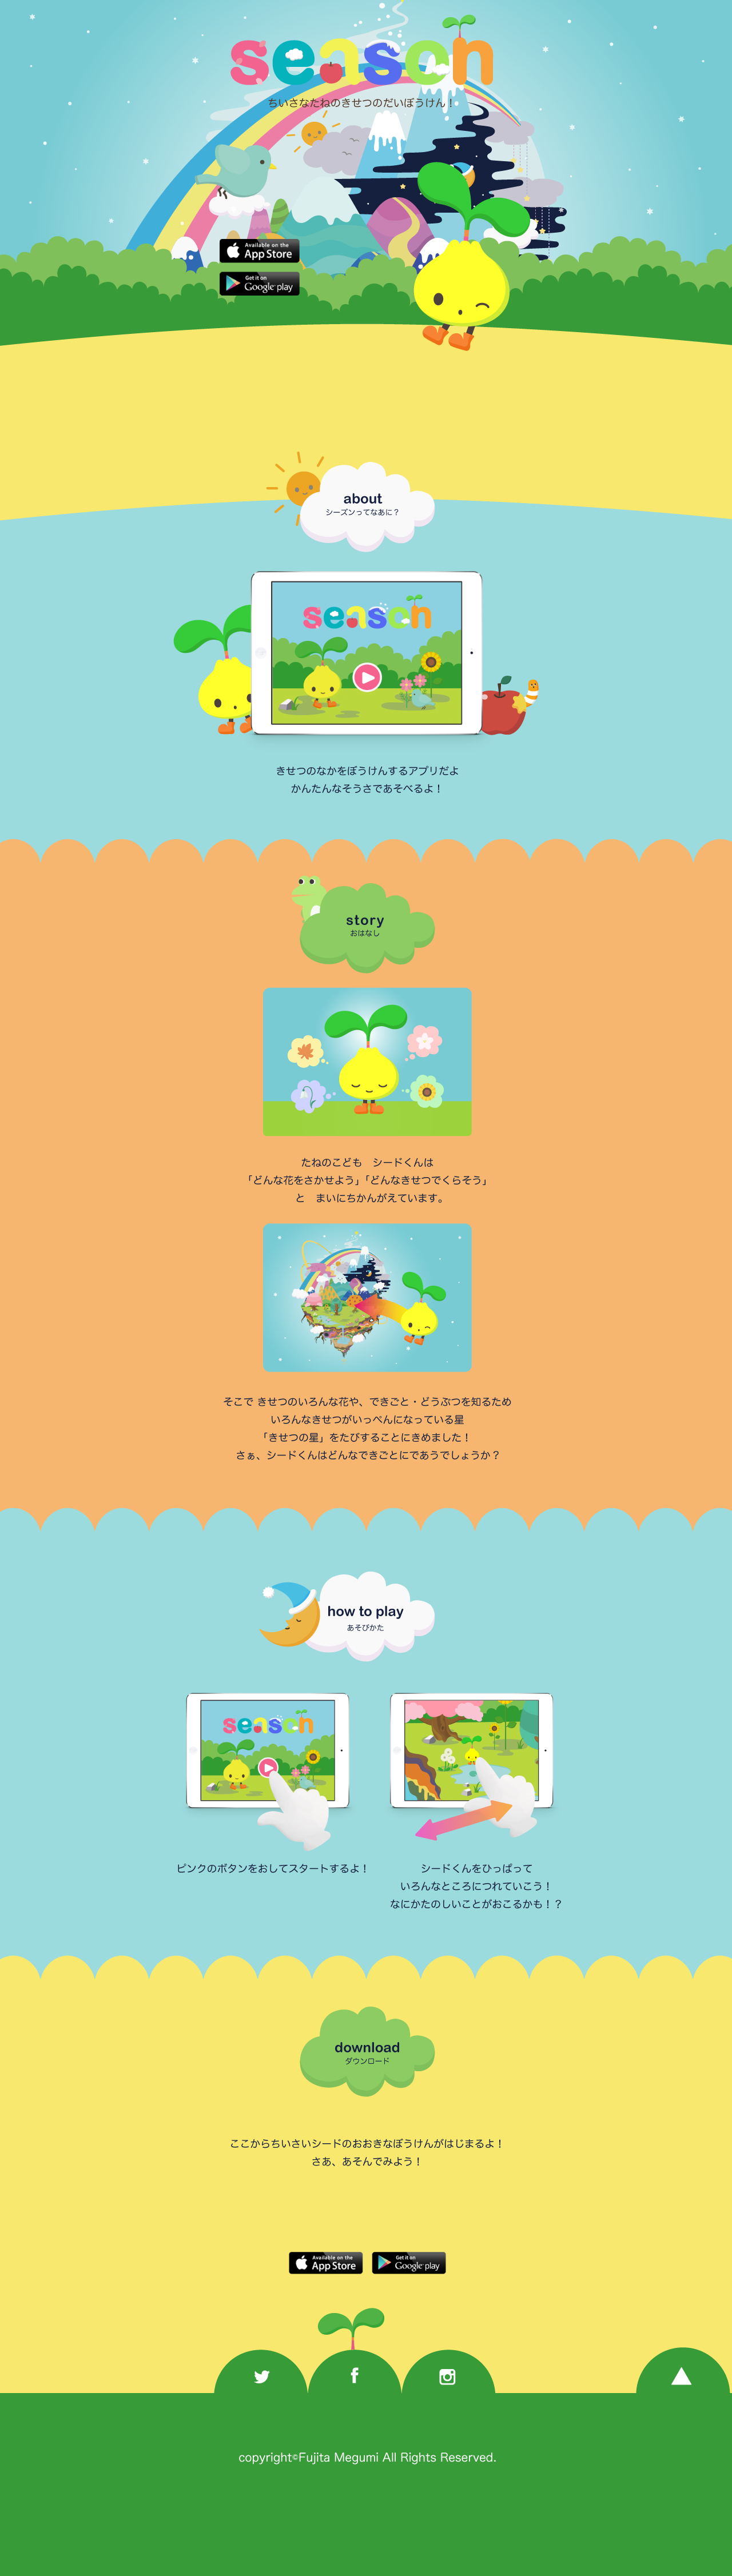 season
ちいさなたねのきせつのだいぼうけん！
Available on the
App Store
Get it on
Google play
about
シーズンってなあに？
season
きせつのなかをぼうけんするアプリだよ
かんたんなそうさであそべるよ！
story
おはなし
たねのこども　シードくんは
「どんな花をさかせよう」「どんなきせつでくらそう」
と　まいにちかんがえています。
そこで きせつのいろんな花や、できごと・どうぶつを知るため
いろんなきせつがいっぺんになっている星
「きせつの星」をたびすることにきめました！
さぁ、シードくんはどんなできごとにであうでしょうか？
how to play
あそびかた
season
ピンクのボタンをおしてスタートするよ！
シードくんをひっぱって
いろんなところにつれていこう！
なにかたのしいことがおこるかも！？
download
ダウンロード
ここからちいさいシードのおおきなぼうけんがはじまるよ！
さあ、あそんでみよう！
Available on the
App Store
Get it on
Google play
copyright©Fujita Megumi All Rights Reserved.